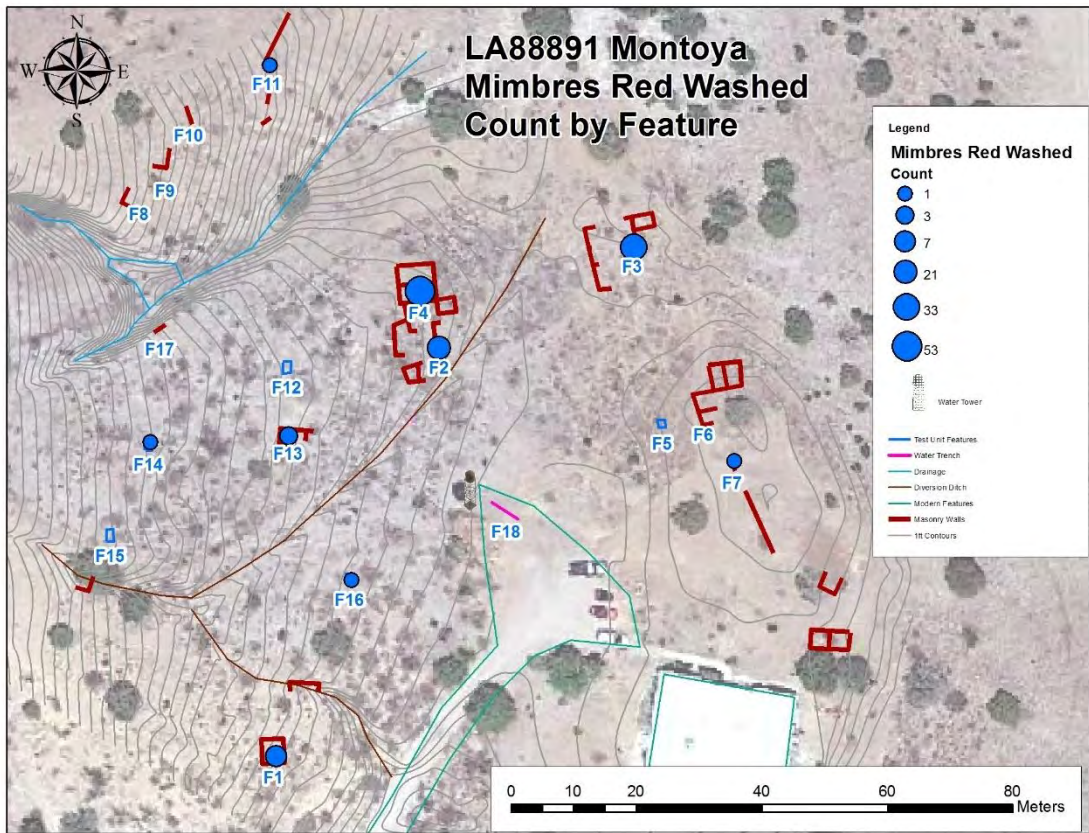 LA88891 Montoya
Mimbres Red Washed
Count by Feature
N
W
E
S
F11
F10
F9
F8
F17
F4
F2
F3
F12
F13
F14
F15
F16
F5
F6
F7
F18
F1
Legend
Mimbres Red Washed
Count
1
3
7
21
33
53
Water Tower
Test Unit Features
Water Trench
Drainage
Diversion Ditch
Modern Features
Masonry Walls
1ft Contours
0 10 20 40 60 80
Meters